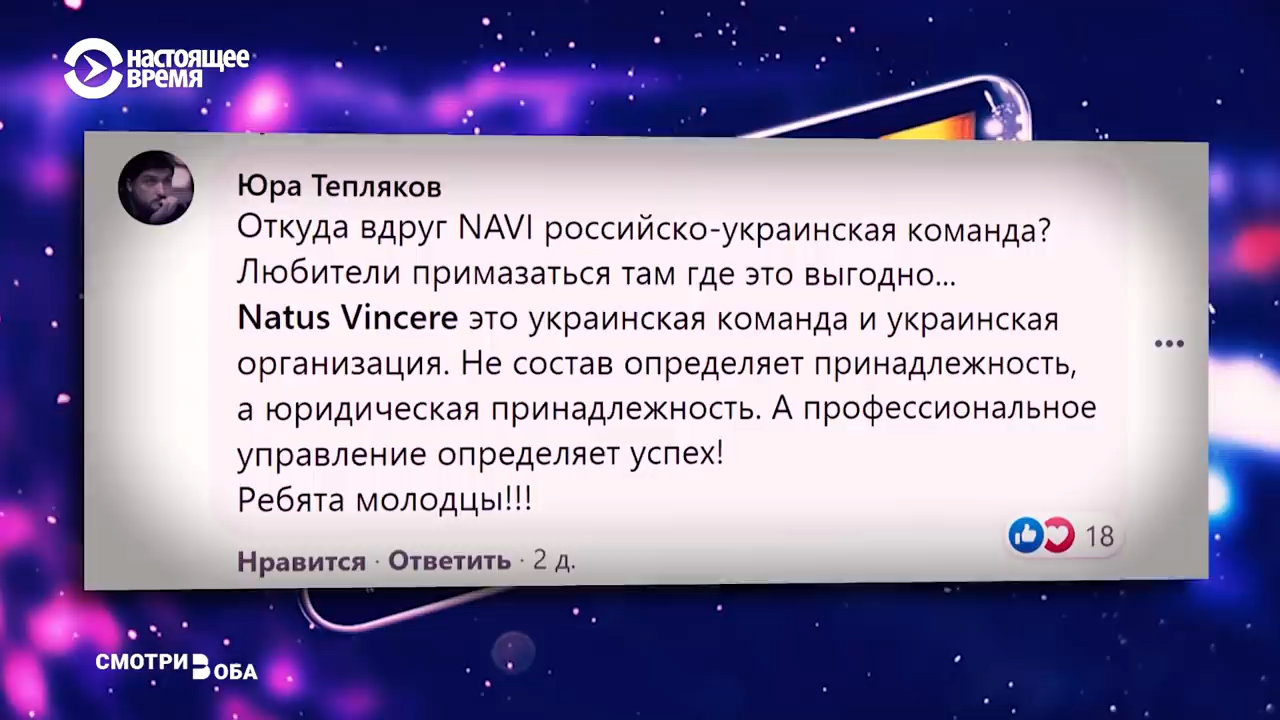 НАСТОЯЩЕЕ
ВРЕМЯ
Юра Тепляков
Откуда вдруг NAVI российско-украинская команда?
Любители примазаться там где это выгодно...
Natus Vincere это украинская команда и украинская
организация. Не состав определяет принадлежность,
а юридическая принадлежность. А профессиональное
управление определяет успех!
Ребята молодцы!!!
18
Нравится · Ответить · 2 д.
СМОТРИ В ОБА